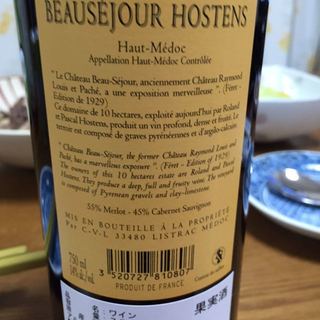 BEAUSÉJOUR HOSTENS
Haut-Médoc
Appellation Haut-Médoc Contrôlée
"Le Château Beau-Séjour, anciennement Château Raymond
Louis et Paché, a une exposition merveilleuse". (Féret -
Edition de 1929)
Ce domaine de 10 hectares, exploité aujourd'hui par Roland
et Pascal Hostens, produit un vin profond, dense et fruité. Le
terroir est composé de graves pyrénéennes et d'argilo-calcaire.
"Château Beau-Séjour, the former Château Raymond Louis and
Paché, has a marvellous exposure". (Féret - Edition of 1929)
The owners of this 10 hectares estate are Roland and Pascal
Hostens. They produce a deep, full and fruity wine. The vineyard
is composed of Pyrenean gravels and clay-limestone.
55% Merlot - 45% Cabernet Sauvignon
MIS EN BOUTEILLE À LA PROPRIÉTÉ
Par C-V-L 33480 LISTRAC MÉDOC
750 ml
14% alc./vol.
3 520727 810807
PRODUIT DE FRANCE
果実酒
ワイン